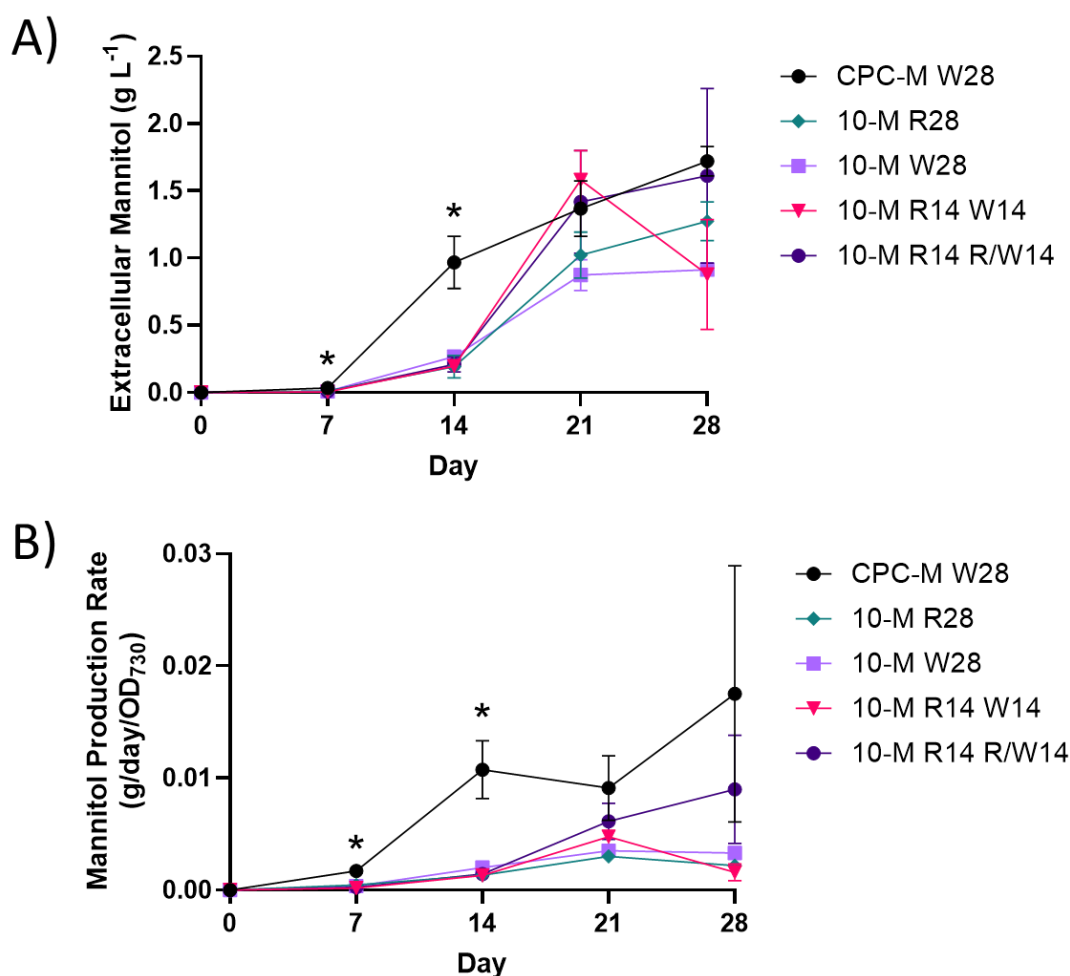 A)
Extracellular Mannitol (g L-1)
2.5
2.0
1.5
1.0
0.5
0.0
*
*
0 7 14 21 28
Day
CPC-M W28
10-M R28
10-M W28
10-M R14 W14
10-M R14 R/W14
B)
Mannitol Production Rate
(g/day/OD730)
0.03
0.02
0.01
0.00
*
*
0 7 14 21 28
Day
CPC-M W28
10-M R28
10-M W28
10-M R14 W14
10-M R14 R/W14